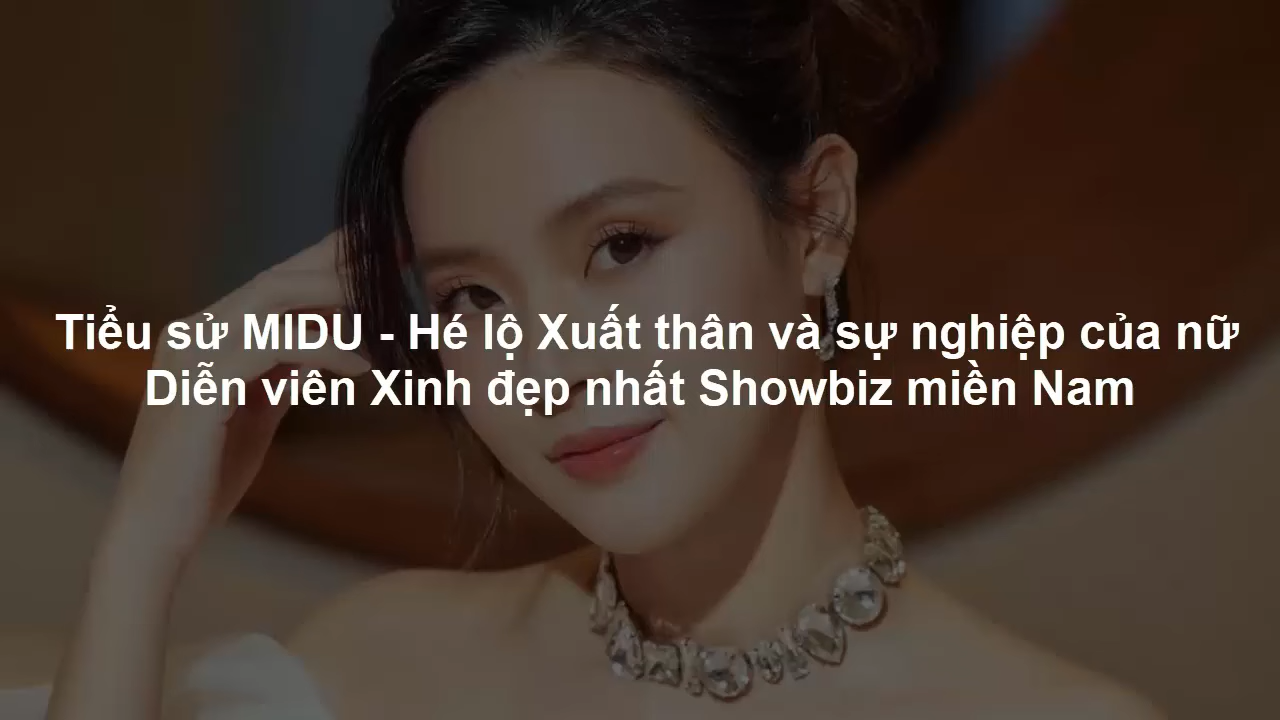 Tiểu sử MIDU - Hé lộ Xuất thân và sự nghiệp của nữ
Diễn viên Xinh đẹp nhất Showbiz miền Nam